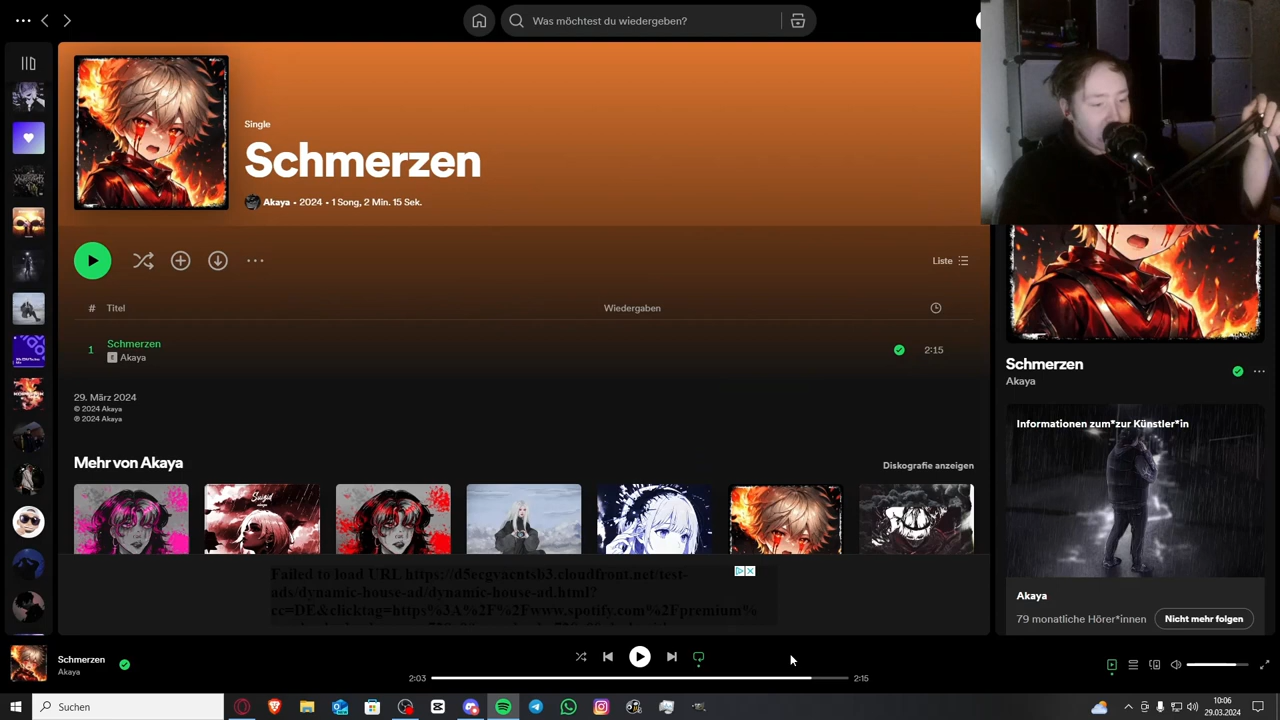 Was möchtest du wiedergeben?
Single
Schmerzen
Akaya • 2024 • 1 Song, 2 Min. 15 Sek.
Liste
# Titel Wiedergaben
1 Schmerzen 2:15
E Akaya
29. März 2024
© 2024 Akaya
℗ 2024 Akaya
Mehr von Akaya
Diskografie anzeigen
Failed to load URL https://d5ecgvacntsb3.cloudfront.net/test-
ads/dynamic-house-ad/dynamic-house-ad.html?
cc=DE&clicktag=https%3A%2F%2Fwww.spotify.com%2Fpremium%
Schmerzen
Akaya
Informationen zum*zur Künstler*in
Akaya
79 monatliche Hörer*innen
Nicht mehr folgen
Schmerzen
Akaya
2:03
2:15
Suchen
10:06
29.03.2024